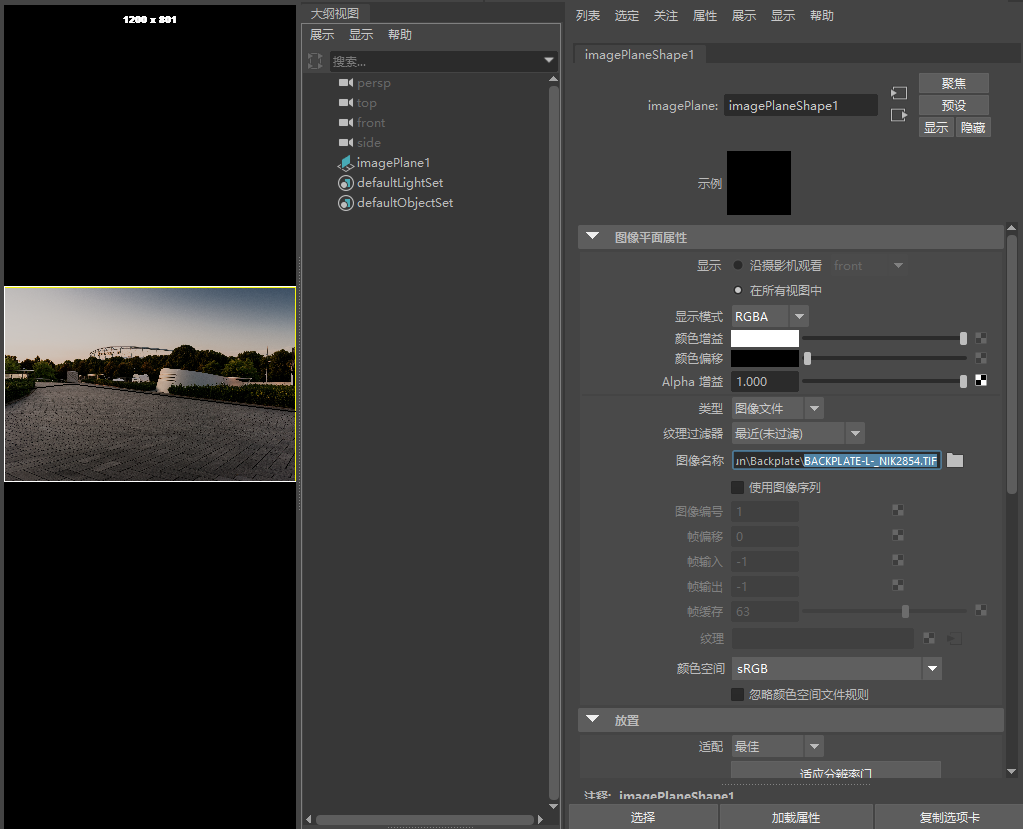 1200 x 801
大纲视图
展示 显示 帮助
搜索...
persp
top
front
side
imagePlane1
defaultLightSet
defaultObjectSet
列表 选定 关注 属性 展示 显示 帮助
imagePlaneShape1
imagePlane: imagePlaneShape1
聚焦
预设
显示 隐藏
示例
图像平面属性
显示 沿摄影机观看 front
在所有视图中
显示模式 RGBA
颜色增益
颜色偏移
Alpha 增益 1.000
类型 图像文件
纹理过滤器 最近(未过滤)
图像名称 ın\Backplate\BACKPLATE-L-_NIK2854.TIF
使用图像序列
图像编号 1
帧偏移 0
帧输入 -1
帧输出 -1
帧缓存 63
纹理
颜色空间 sRGB
忽略颜色空间文件规则
放置
适配 最佳
适应分辨率门
注释: imagePlaneShape1
选择 加载属性 复制选项卡